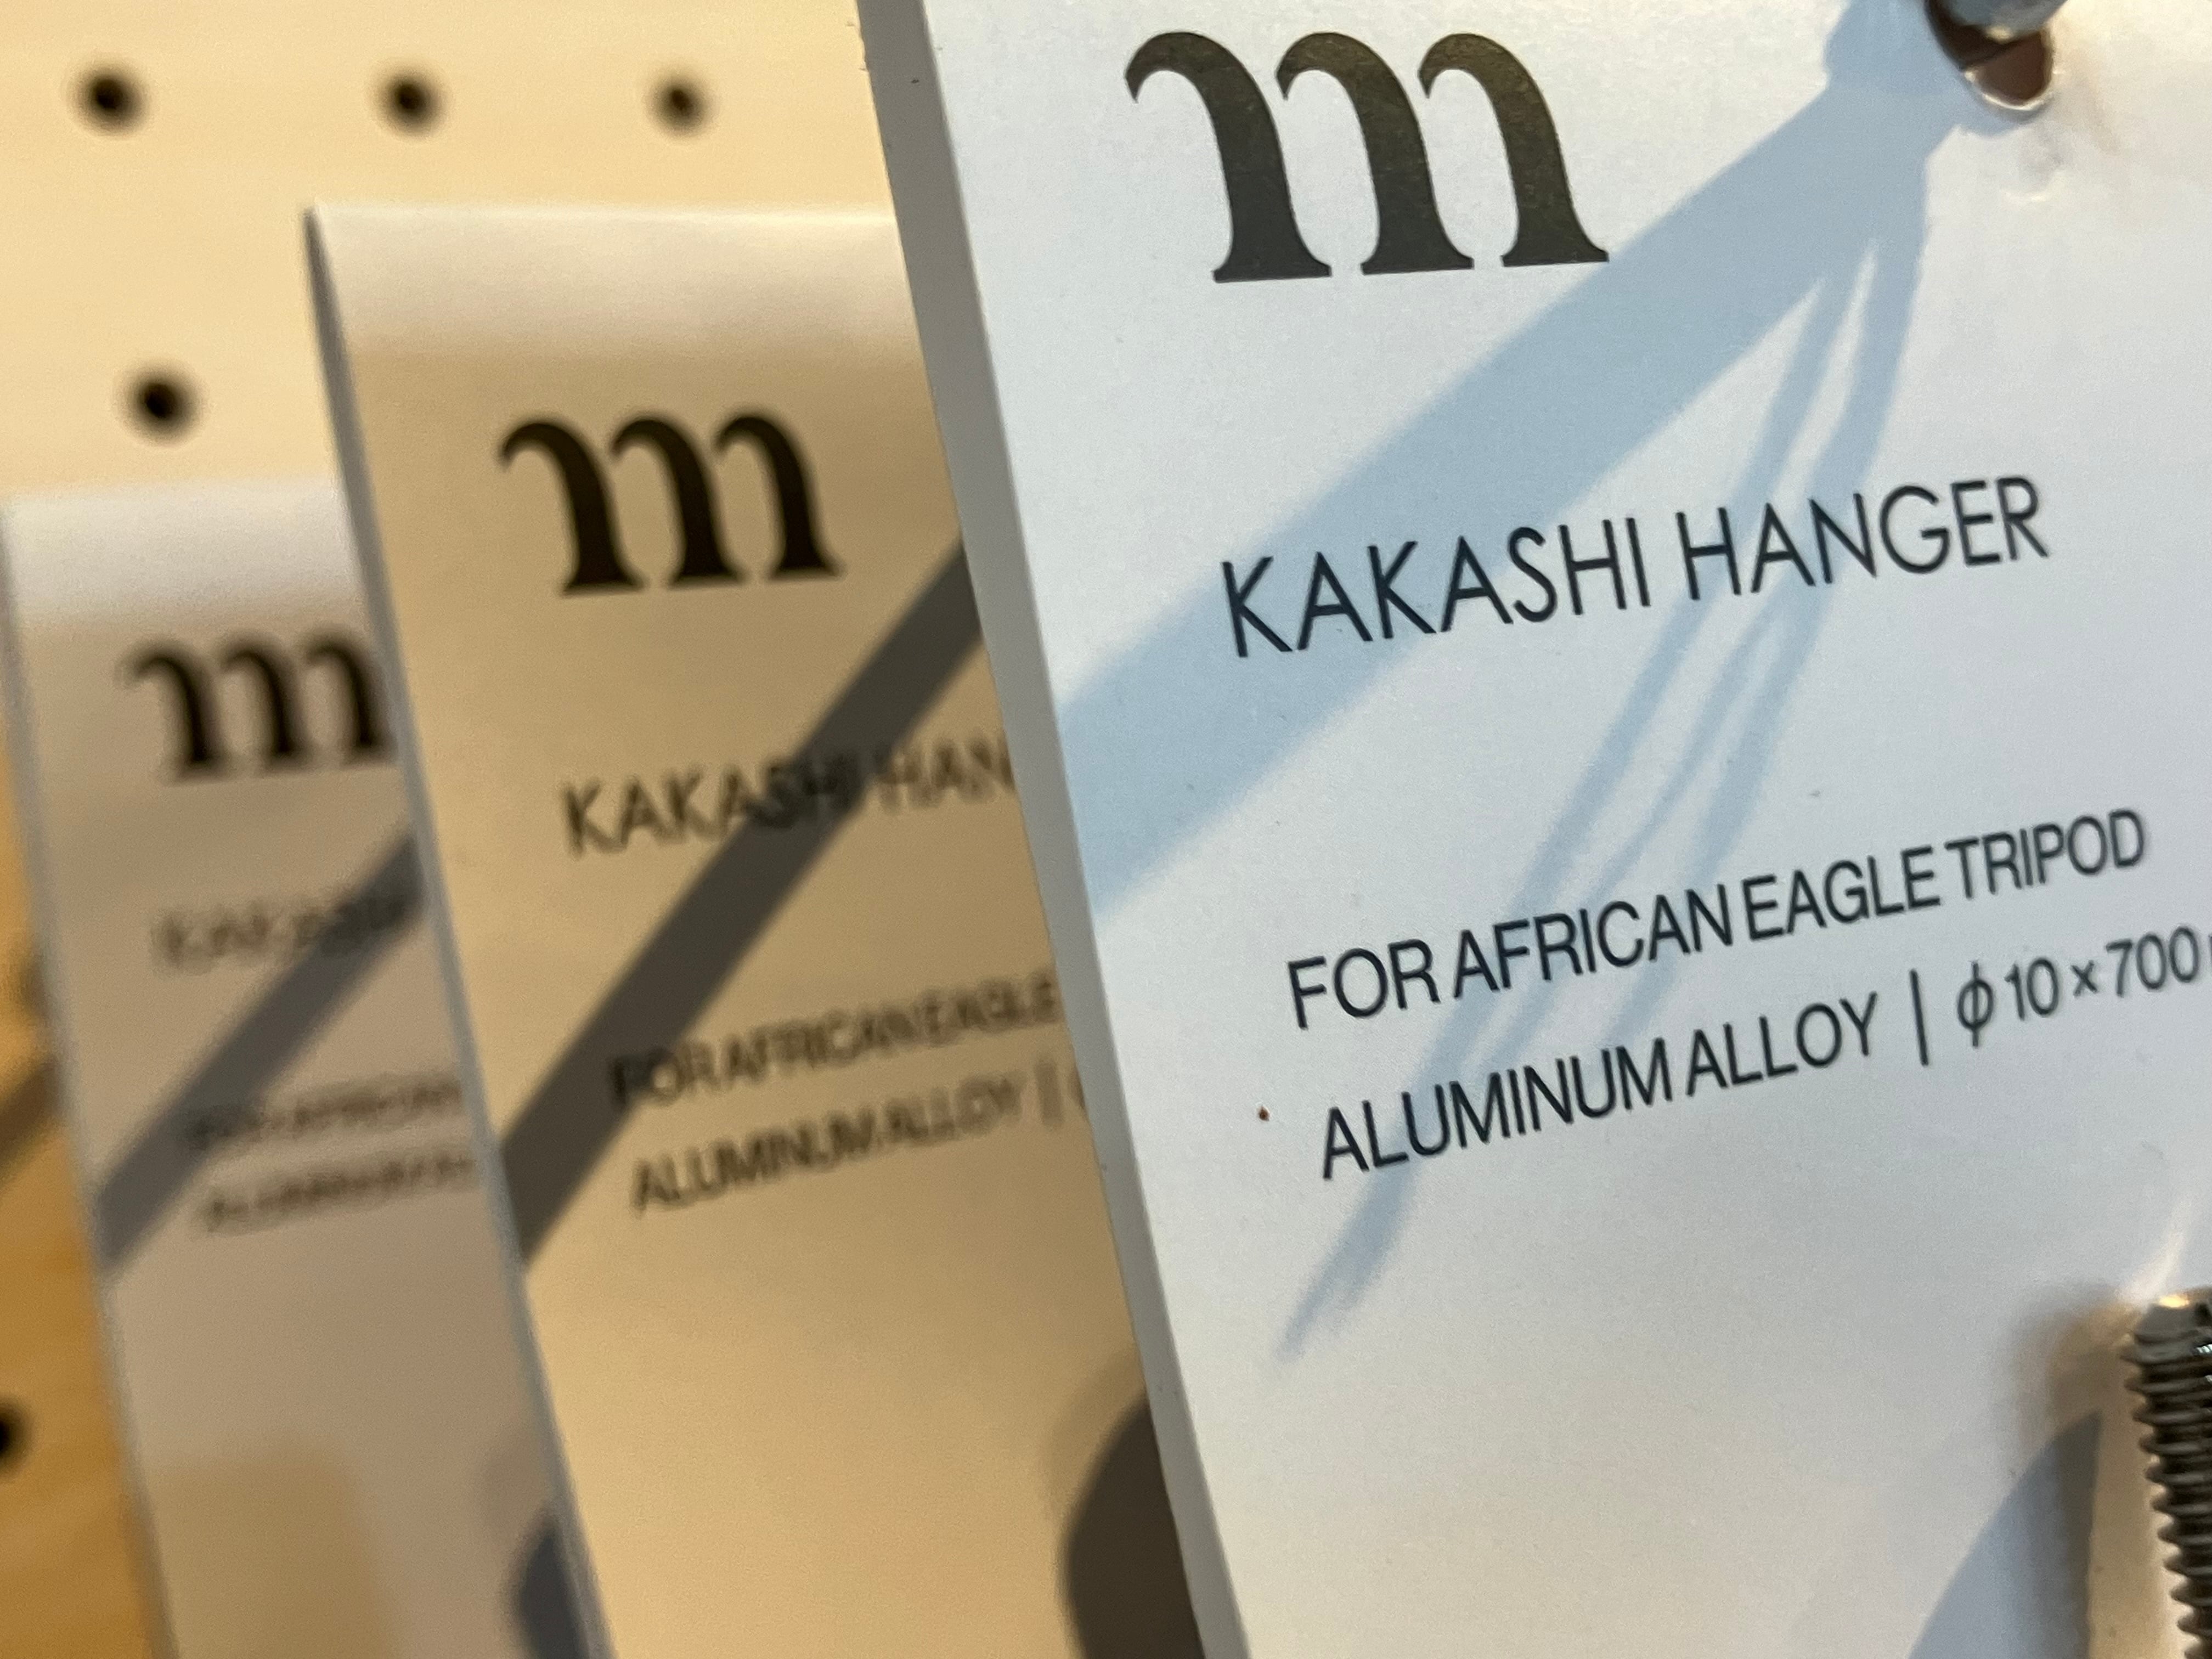 m
KAKASHI HANGER
FOR AFRICAN EAGLE TRIPOD
ALUMINUM ALLOY | ϕ10×700
m
KAKASHI HAN
FOR AFRICAN EAGLE
ALUMINUM ALLOY |
m